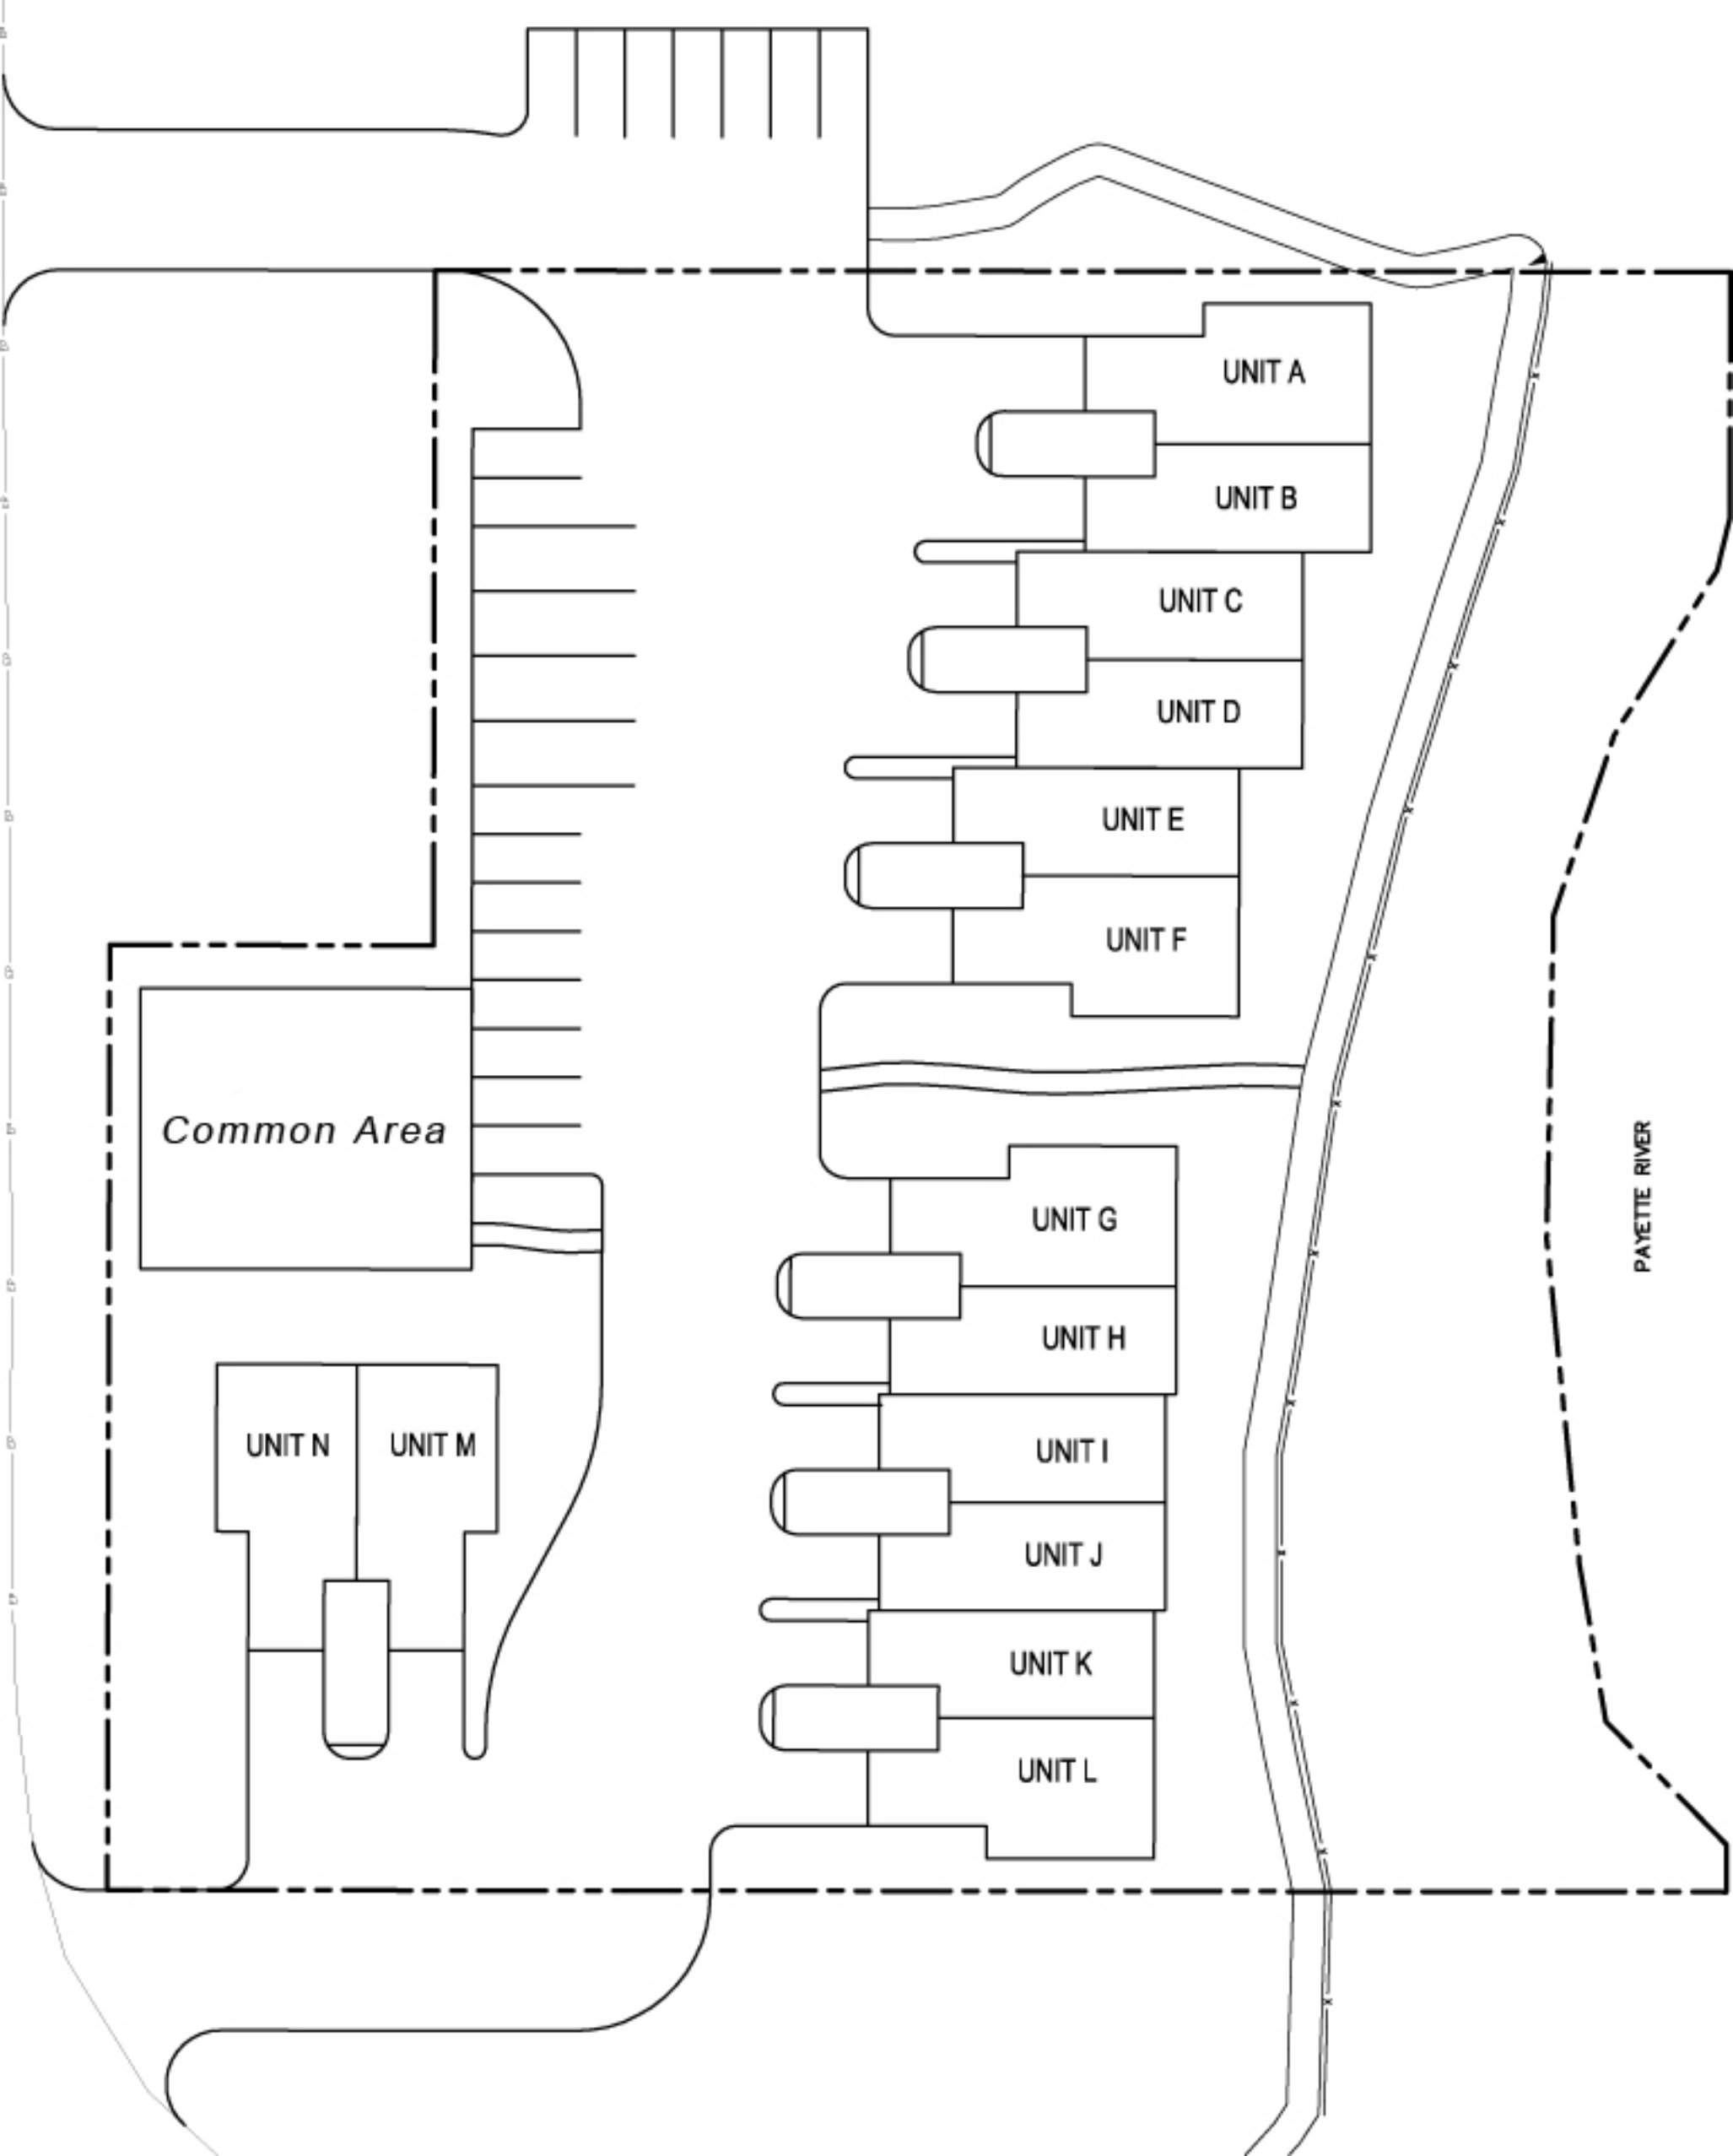 UNIT A
UNIT B
UNIT C
UNIT D
UNIT E
UNIT F
Common Area
PAYETTE RIVER
UNIT G
UNIT H
UNIT N
UNIT M
UNIT I
UNIT J
UNIT K
UNIT L